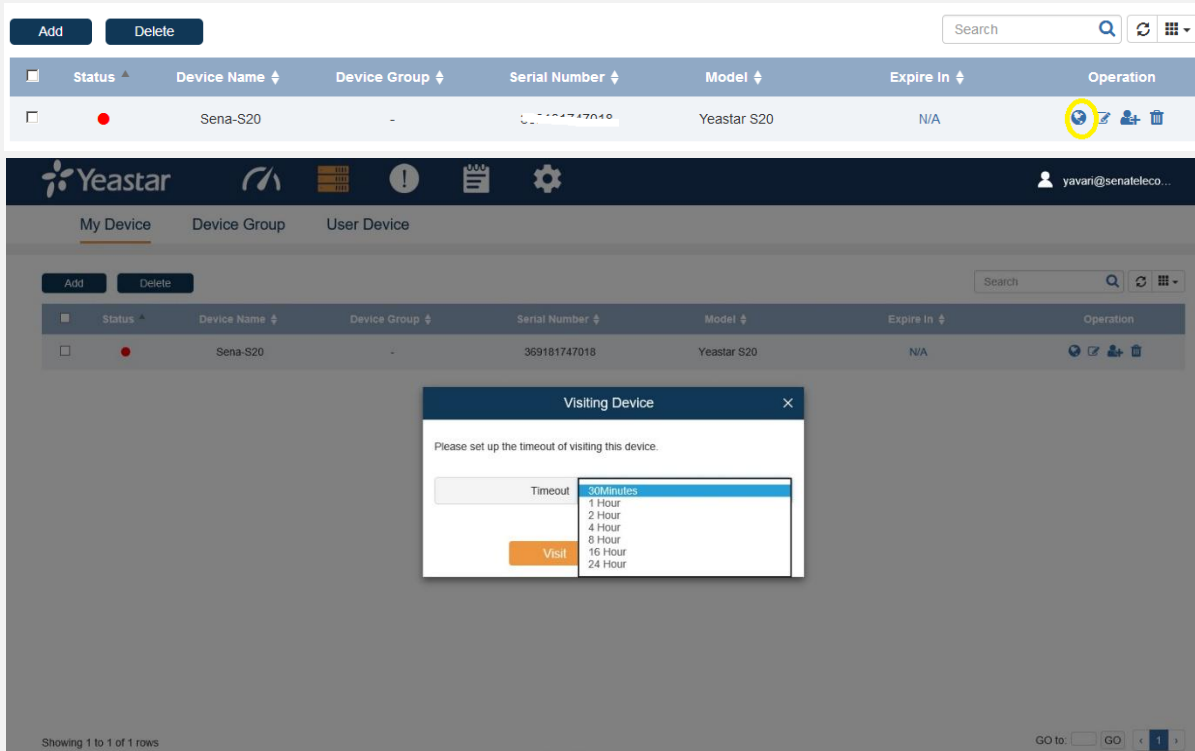 Add Delete Search
Status Device Name Device Group Serial Number Model Expire In Operation
Sena-S20 - Yeastar S20 N/A
Yeastar yavari@senateleco...
My Device Device Group User Device
Add Delete Search
Status Device Name Device Group Serial Number Model Expire In Operation
Sena-S20 - 369181747018 Yeastar S20 N/A
Visiting Device
Please set up the timeout of visiting this device.
Timeout 30Minutes
1 Hour
2 Hour
4 Hour
8 Hour
16 Hour
24 Hour
Visit
Showing 1 to 1 of 1 rows GO to: GO ‹ 1 ›